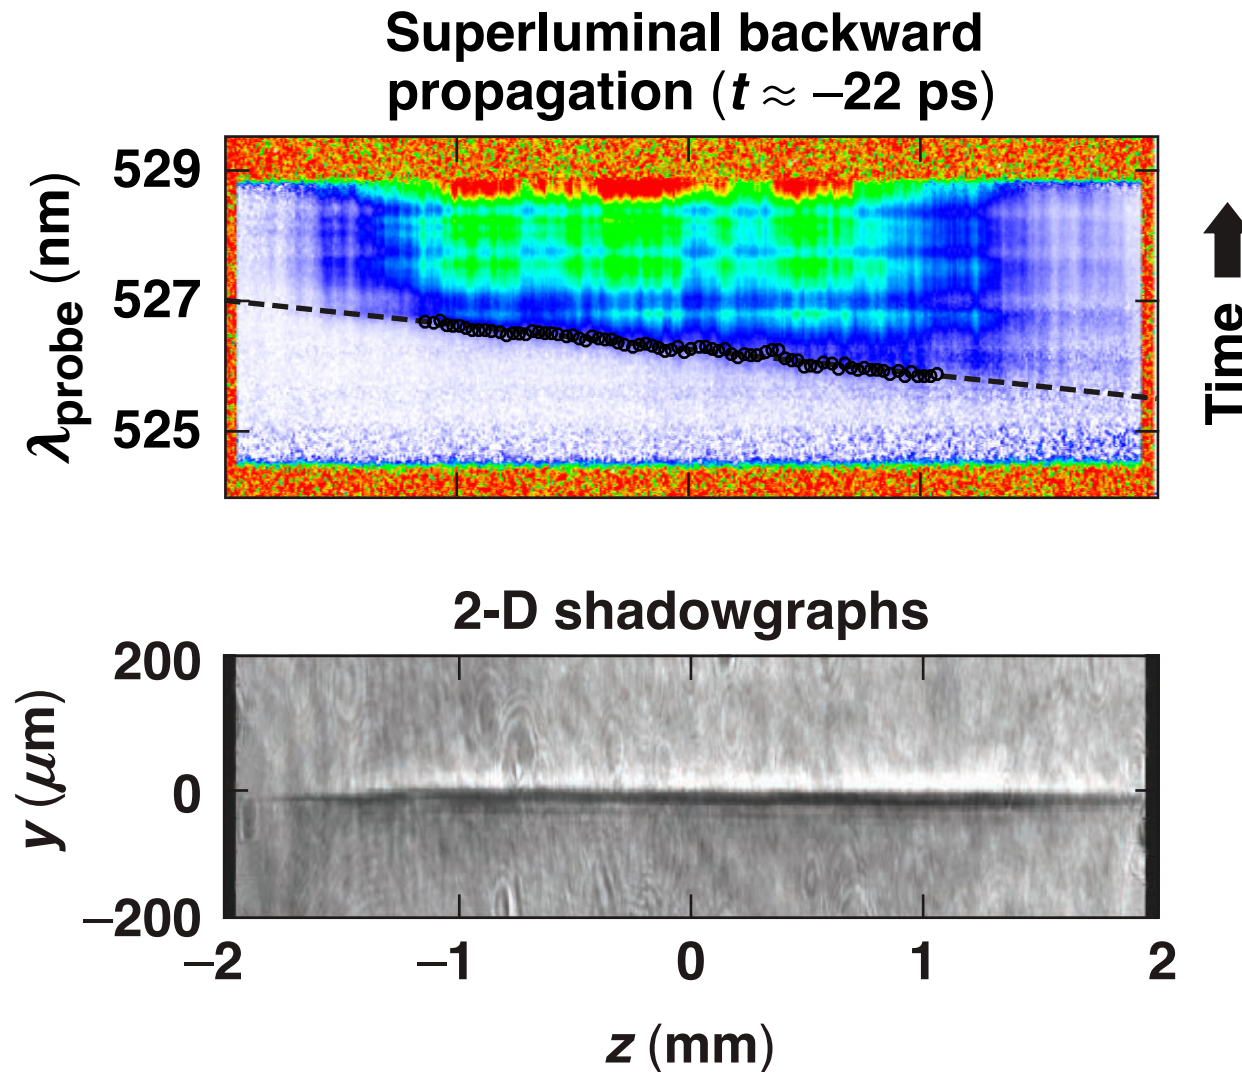 Superluminal backward
propagation (t ≈ –22 ps)
529
527
525
λprobe (nm)
Time
2-D shadowgraphs
200
0
–200
y (μm)
–2
–1
0
1
2
z (mm)